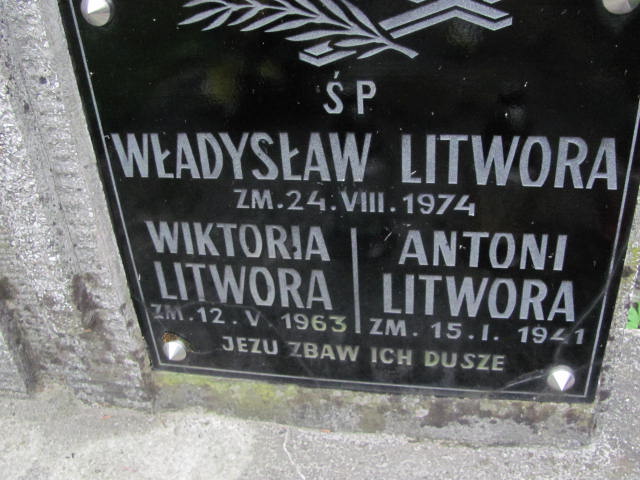 ŚP
WŁADYSŁAW LITWORA
ZM. 24. VIII. 1974
WIKTORIA
LITWORA
ZM. 12. V 1963
ANTONI
LITWORA
ZM. 15. I. 1941
JEZU ZBAW ICH DUSZE